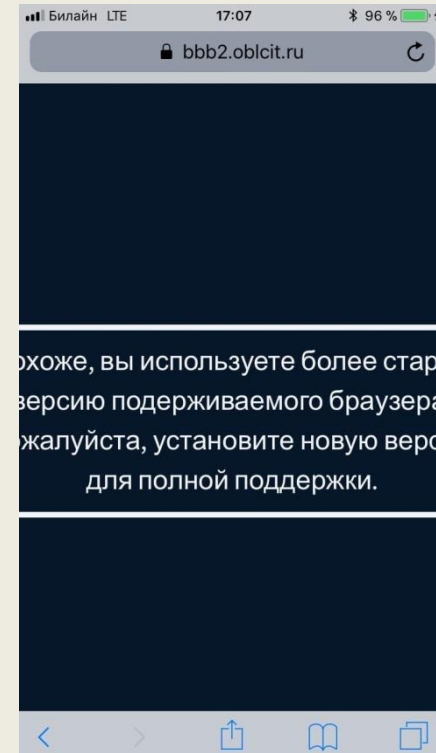 Билайн LTE 17:07 96 %
bbb2.oblcit.ru
охоже, вы используете более стар
версию подерживаемого браузера
жалуйста, установите новую верс
для полной поддержки.